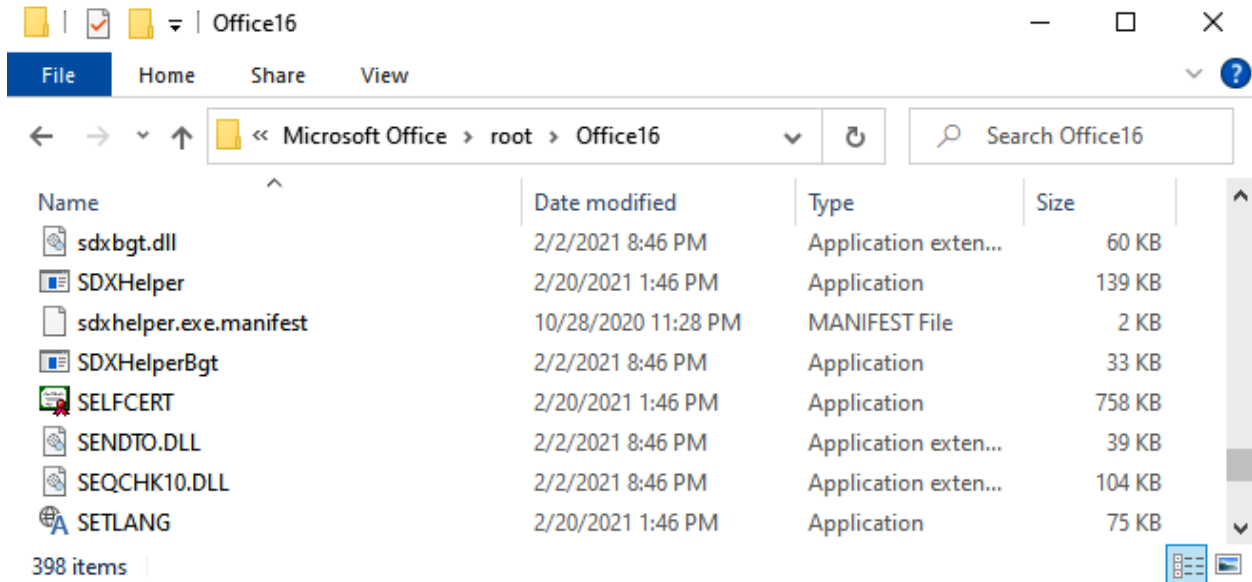 Office16
File Home Share View
« Microsoft Office > root > Office16 Search Office16
Name Date modified Type Size
sdxbgt.dll 2/2/2021 8:46 PM Application exten... 60 KB
SDXHelper 2/20/2021 1:46 PM Application 139 KB
sdxhelper.exe.manifest 10/28/2020 11:28 PM MANIFEST File 2 KB
SDXHelperBgt 2/2/2021 8:46 PM Application 33 KB
SELFCERT 2/20/2021 1:46 PM Application 758 KB
SENDTO.DLL 2/2/2021 8:46 PM Application exten... 39 KB
SEQCHK10.DLL 2/2/2021 8:46 PM Application exten... 104 KB
SETLANG 2/20/2021 1:46 PM Application 75 KB
398 items